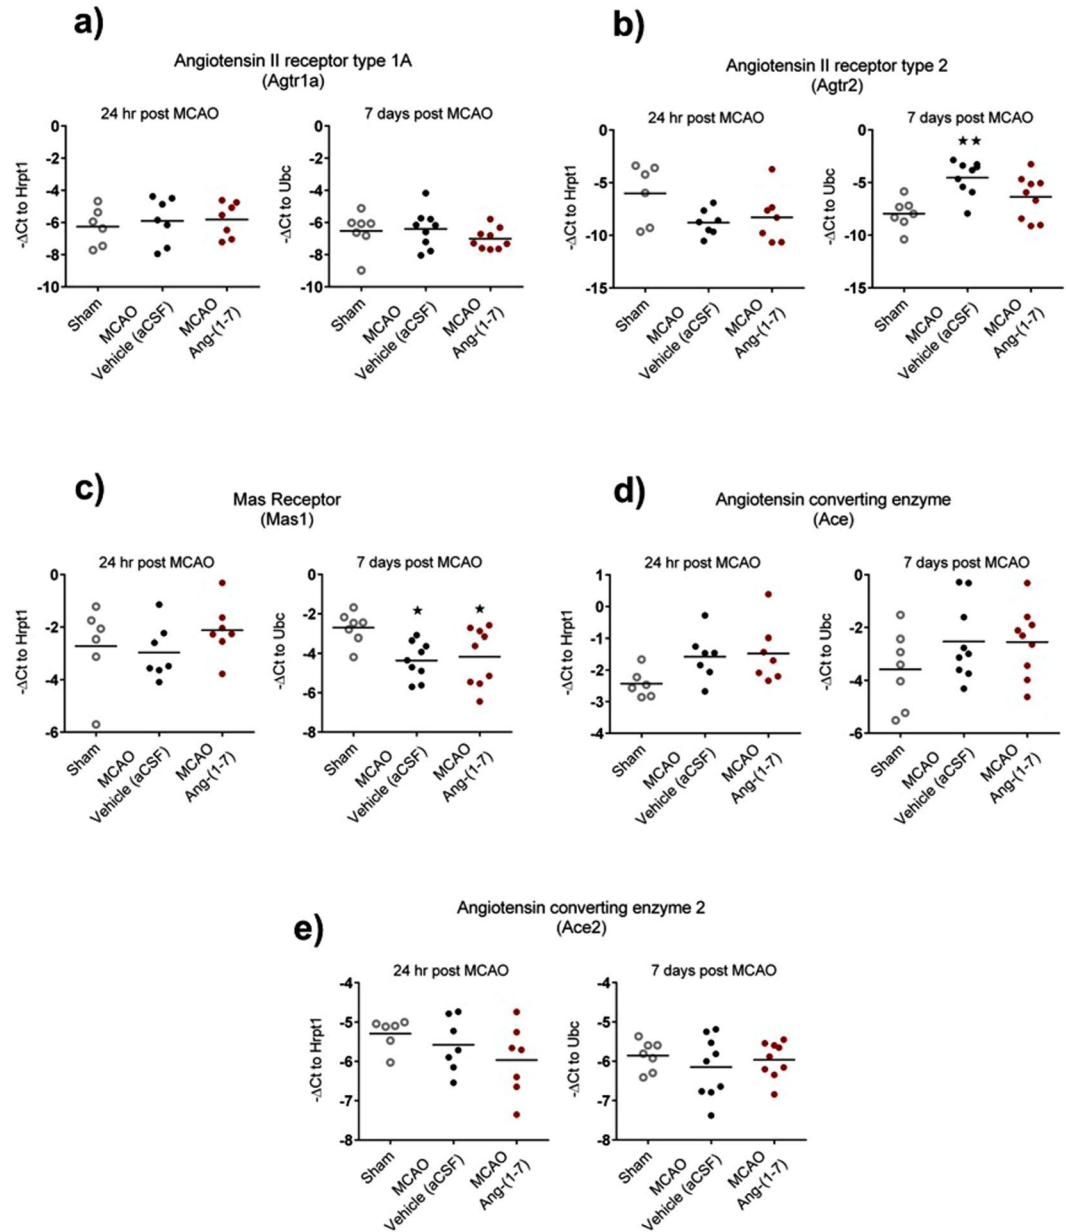 a)
Angiotensin II receptor type 1A
(Agtr1a)
24 hr post MCAO
0
-2
-4
-6
-8
-10
-ΔCt to Hrpt1
Sham
MCAO
Vehicle (aCSF)
MCAO
Ang-(1-7)
7 days post MCAO
0
-2
-4
-6
-8
-10
-ΔCt to Ubc
Sham
MCAO
Vehicle (aCSF)
MCAO
Ang-(1-7)
b)
Angiotensin II receptor type 2
(Agtr2)
24 hr post MCAO
0
-5
-10
-15
-ΔCt to Hrpt1
Sham
MCAO
Vehicle (aCSF)
MCAO
Ang-(1-7)
7 days post MCAO
★★
0
-5
-10
-15
-ΔCt to Ubc
Sham
MCAO
Vehicle (aCSF)
MCAO
Ang-(1-7)
c)
Mas Receptor
(Mas1)
24 hr post MCAO
0
-2
-4
-6
-ΔCt to Hrpt1
Sham
MCAO
Vehicle (aCSF)
MCAO
Ang-(1-7)
7 days post MCAO
★ ★
0
-2
-4
-6
-8
-ΔCt to Ubc
Sham
MCAO
Vehicle (aCSF)
MCAO
Ang-(1-7)
d)
Angiotensin converting enzyme
(Ace)
24 hr post MCAO
1
0
-1
-2
-3
-4
-ΔCt to Hrpt1
Sham
MCAO
Vehicle (aCSF)
MCAO
Ang-(1-7)
7 days post MCAO
0
-2
-4
-6
-ΔCt to Ubc
Sham
MCAO
Vehicle (aCSF)
MCAO
Ang-(1-7)
e)
Angiotensin converting enzyme 2
(Ace2)
24 hr post MCAO
-4
-5
-6
-7
-8
-ΔCt to Hrpt1
Sham
MCAO
Vehicle (aCSF)
MCAO
Ang-(1-7)
7 days post MCAO
-4
-5
-6
-7
-8
-ΔCt to Ubc
Sham
MCAO
Vehicle (aCSF)
MCAO
Ang-(1-7)